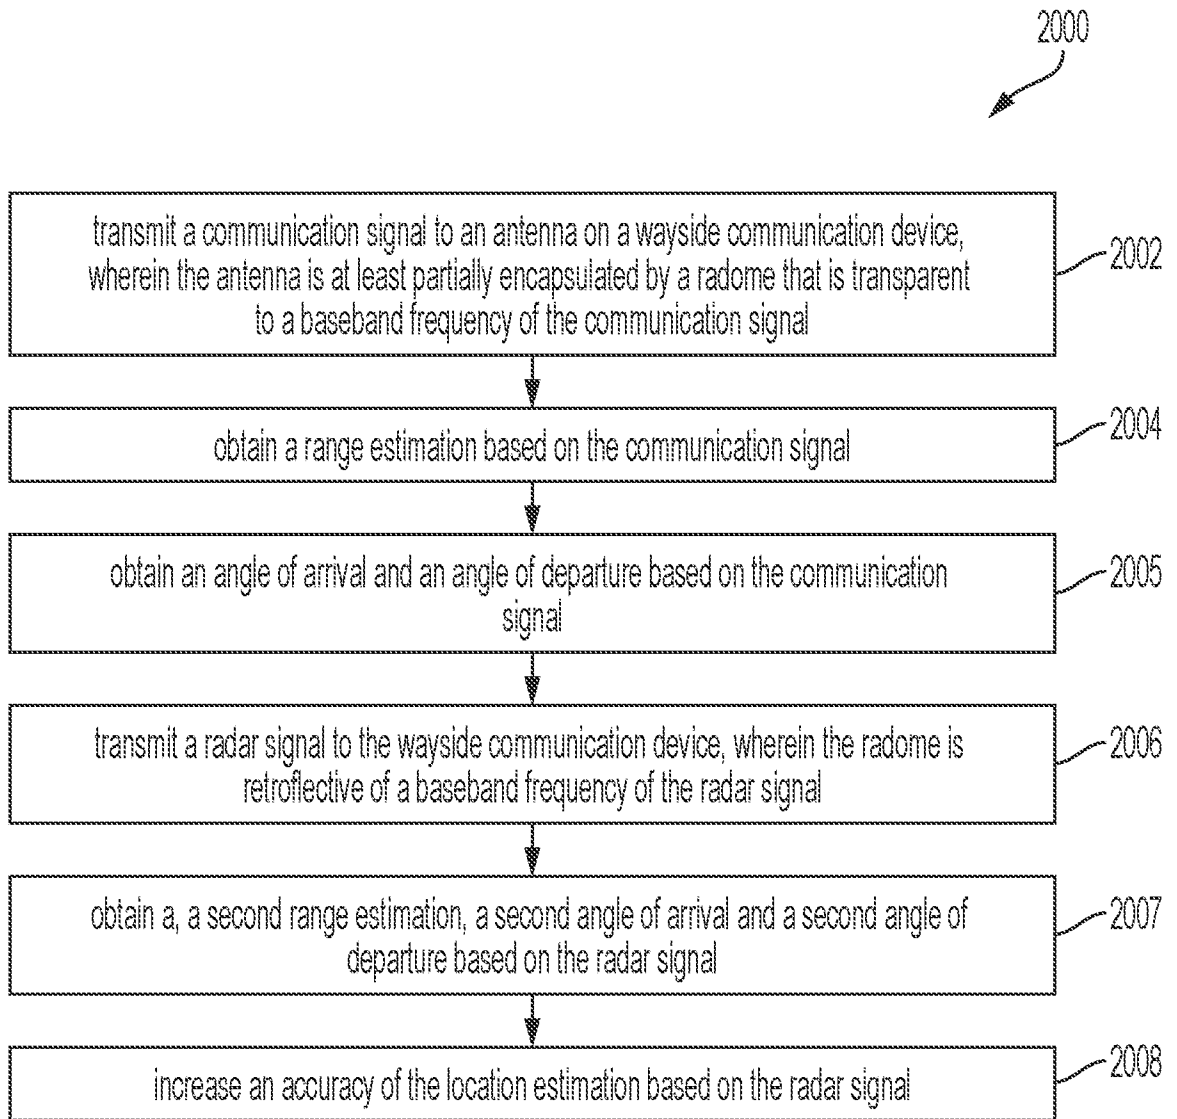 2000
transmit a communication signal to an antenna on a wayside communication device,
wherein the antenna is at least partially encapsulated by a radome that is transparent
to a baseband frequency of the communication signal
2002
obtain a range estimation based on the communication signal
2004
obtain an angle of arrival and an angle of departure based on the communication
signal
2005
transmit a radar signal to the wayside communication device, wherein the radome is
retroflective of a baseband frequency of the radar signal
2006
obtain a, a second range estimation, a second angle of arrival and a second angle of
departure based on the radar signal
2007
increase an accuracy of the location estimation based on the radar signal
2008